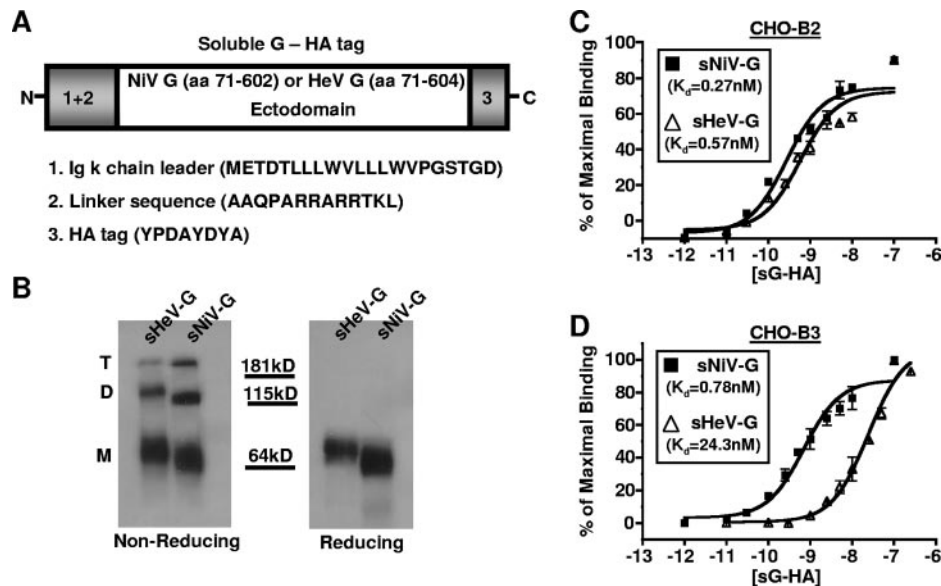 A
Soluble G – HA tag
N
1+2
NiV G (aa 71-602) or HeV G (aa 71-604)
Ectodomain
3
C
1. Ig k chain leader (METDTLLLWVLLLWVPGSTGD)
2. Linker sequence (AAQPARRARRTKL)
3. HA tag (YPDAYDYA)
B
sHeV-G
sNiV-G
sHeV-G
sNiV-G
T
D
M
181kD
115kD
64kD
Non-Reducing
Reducing
C
CHO-B2
% of Maximal Binding
100
80
60
40
20
0
sNiV-G
(Kd=0.27nM)
sHeV-G
(Kd=0.57nM)
-13 -12 -11 -10 -9 -8 -7 -6
[sG-HA]
D
CHO-B3
% of Maximal Binding
100
80
60
40
20
0
sNiV-G
(Kd=0.78nM)
sHeV-G
(Kd=24.3nM)
-13 -12 -11 -10 -9 -8 -7 -6
[sG-HA]